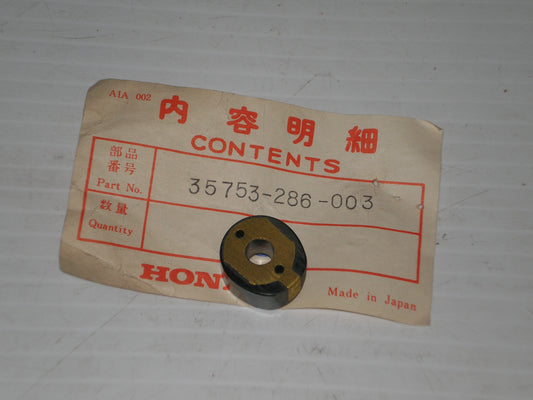 A1A 002
内容明細
CONTENTS
部品
番号
Part No.
35753-286-003
数量
Quantity
HON
Made in Japan